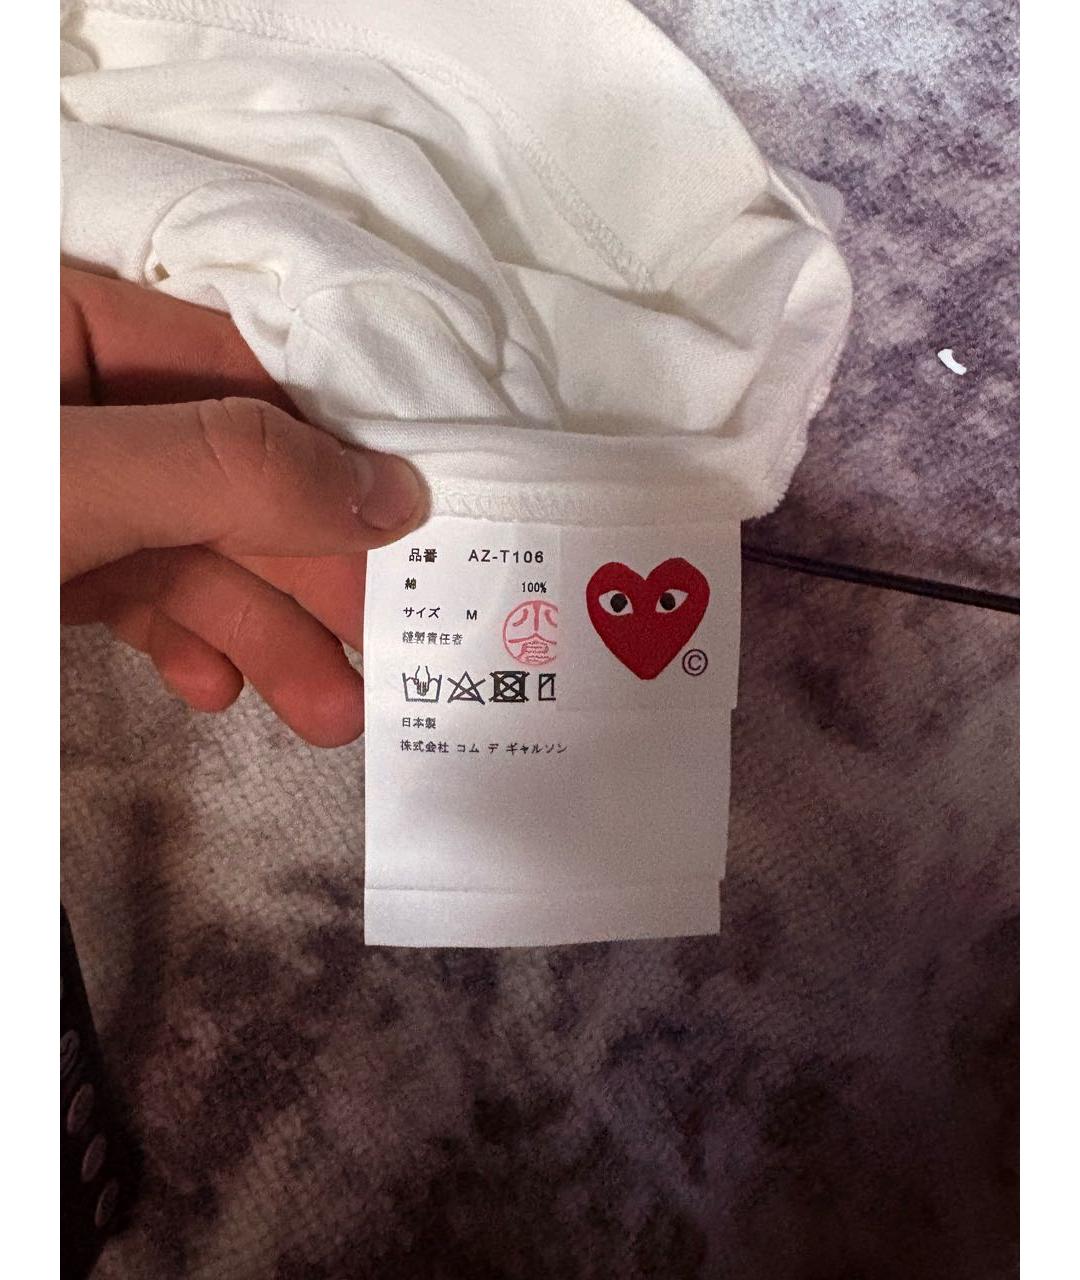 品番 AZ-T106
綿 100%
サイズ M
縫製責任者
日本製
株式会社 コム デ ギャルソン
©